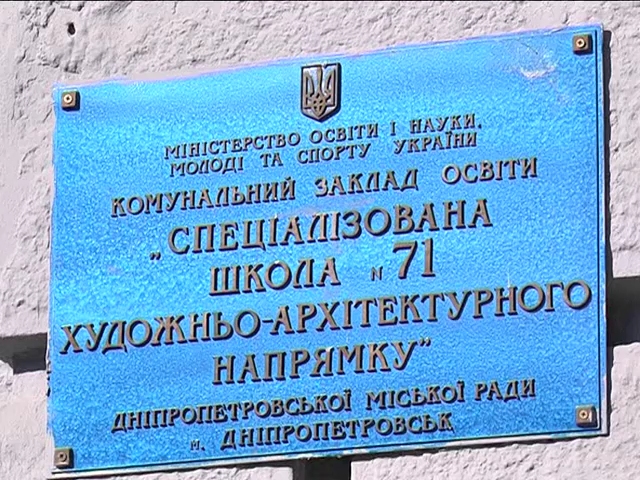 МІНІСТЕРСТВО ОСВІТИ І НАУКИ.
МОЛОДІ ТА СПОРТУ УКРАЇНИ
КОМУНАЛЬНИЙ ЗАКЛАД ОСВІТИ
„СПЕЦІАЛІЗОВАНА
ШКОЛА N 71
ХУДОЖНЬО-АРХІТЕКТУРНОГО
НАПРЯМКУ”
ДНІПРОПЕТРОВСЬКОЇ МІСЬКОЇ РАДИ
м. ДНІПРОПЕТРОВСЬК